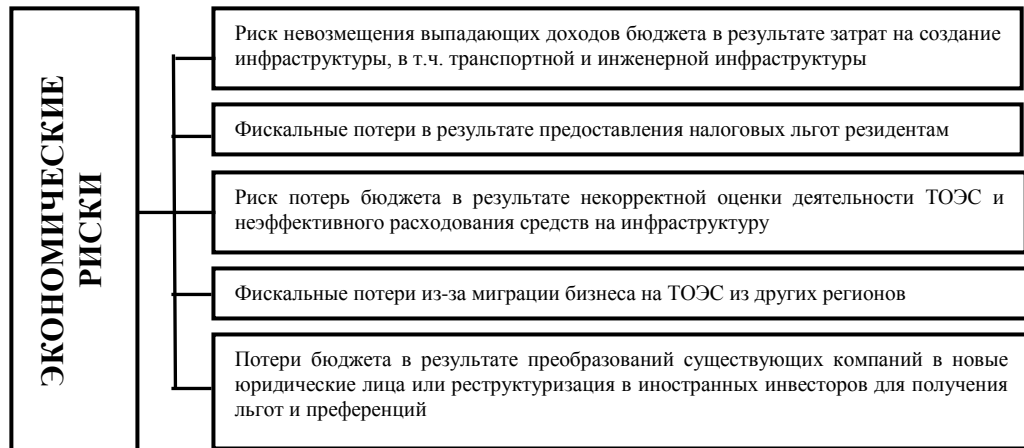 ЭКОНОМИЧЕСКИЕ
РИСКИ
Риск невозмещения выпадающих доходов бюджета в результате затрат на создание
инфраструктуры, в т.ч. транспортной и инженерной инфраструктуры
Фискальные потери в результате предоставления налоговых льгот резидентам
Риск потерь бюджета в результате некорректной оценки деятельности ТОЭС и
неэффективного расходования средств на инфраструктуру
Фискальные потери из-за миграции бизнеса на ТОЭС из других регионов
Потери бюджета в результате преобразований существующих компаний в новые
юридические лица или реструктуризация в иностранных инвесторов для получения
льгот и преференций